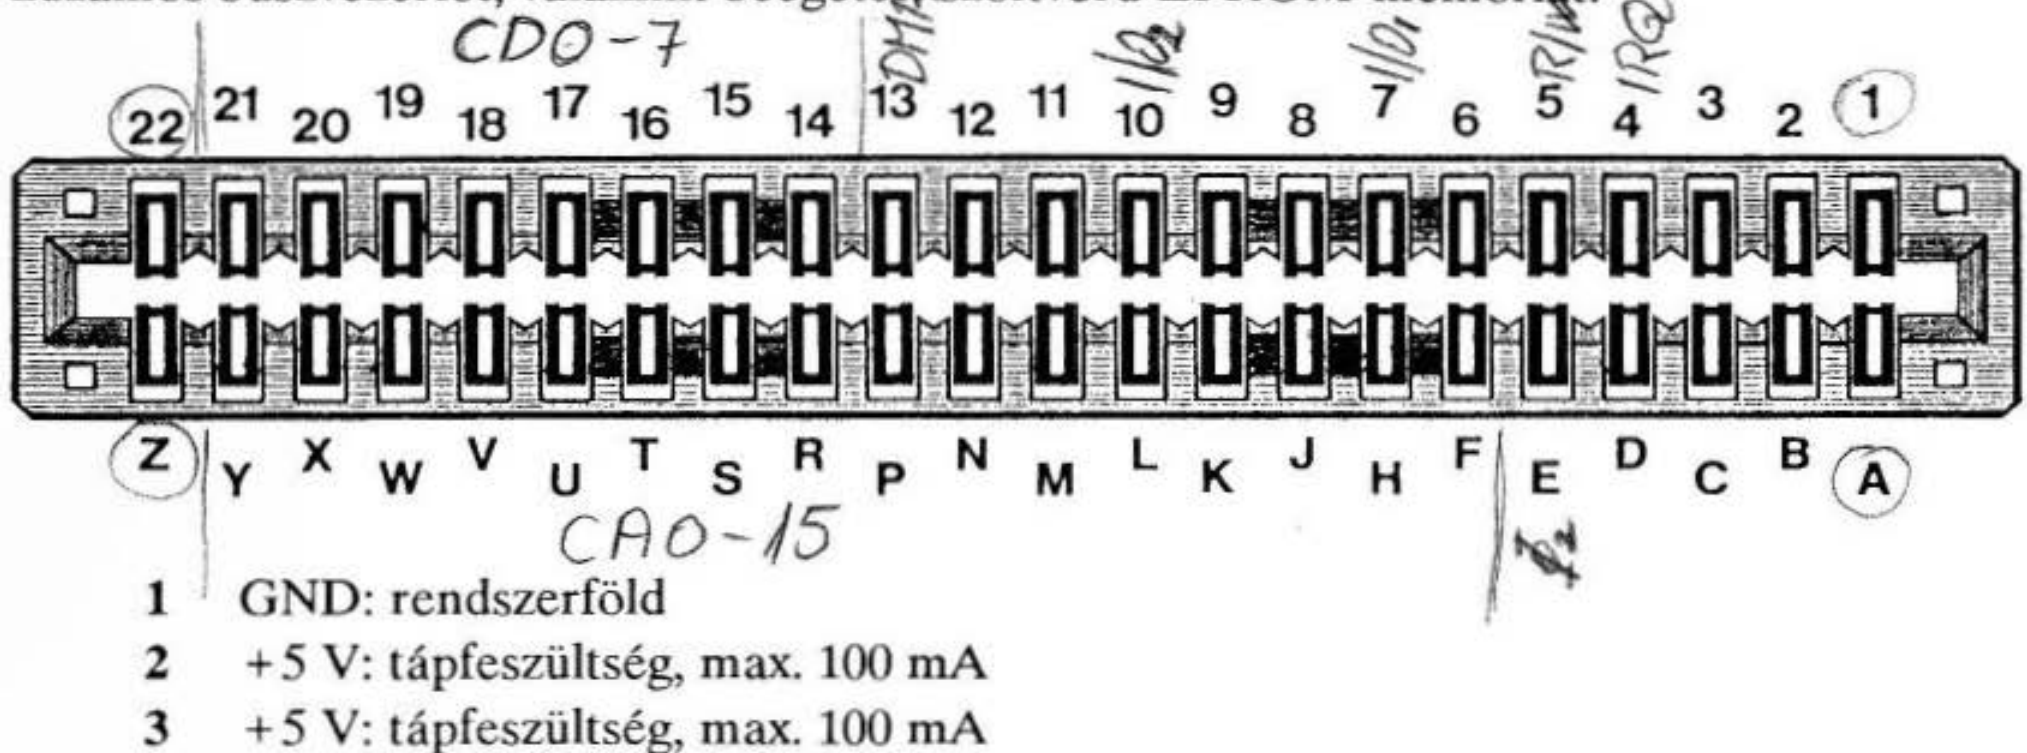 CD0-7
DMA
I/O2
I/O1
R/W
IRQ
22 21 20 19 18 17 16 15 14 13 12 11 10 9 8 7 6 5 4 3 2 1
Z Y X W V U T S R P N M L K J H F E D C B A
CA0-15
φ2
1 GND: rendszerföld
2 +5 V: tápfeszültség, max. 100 mA
3 +5 V: tápfeszültség, max. 100 mA